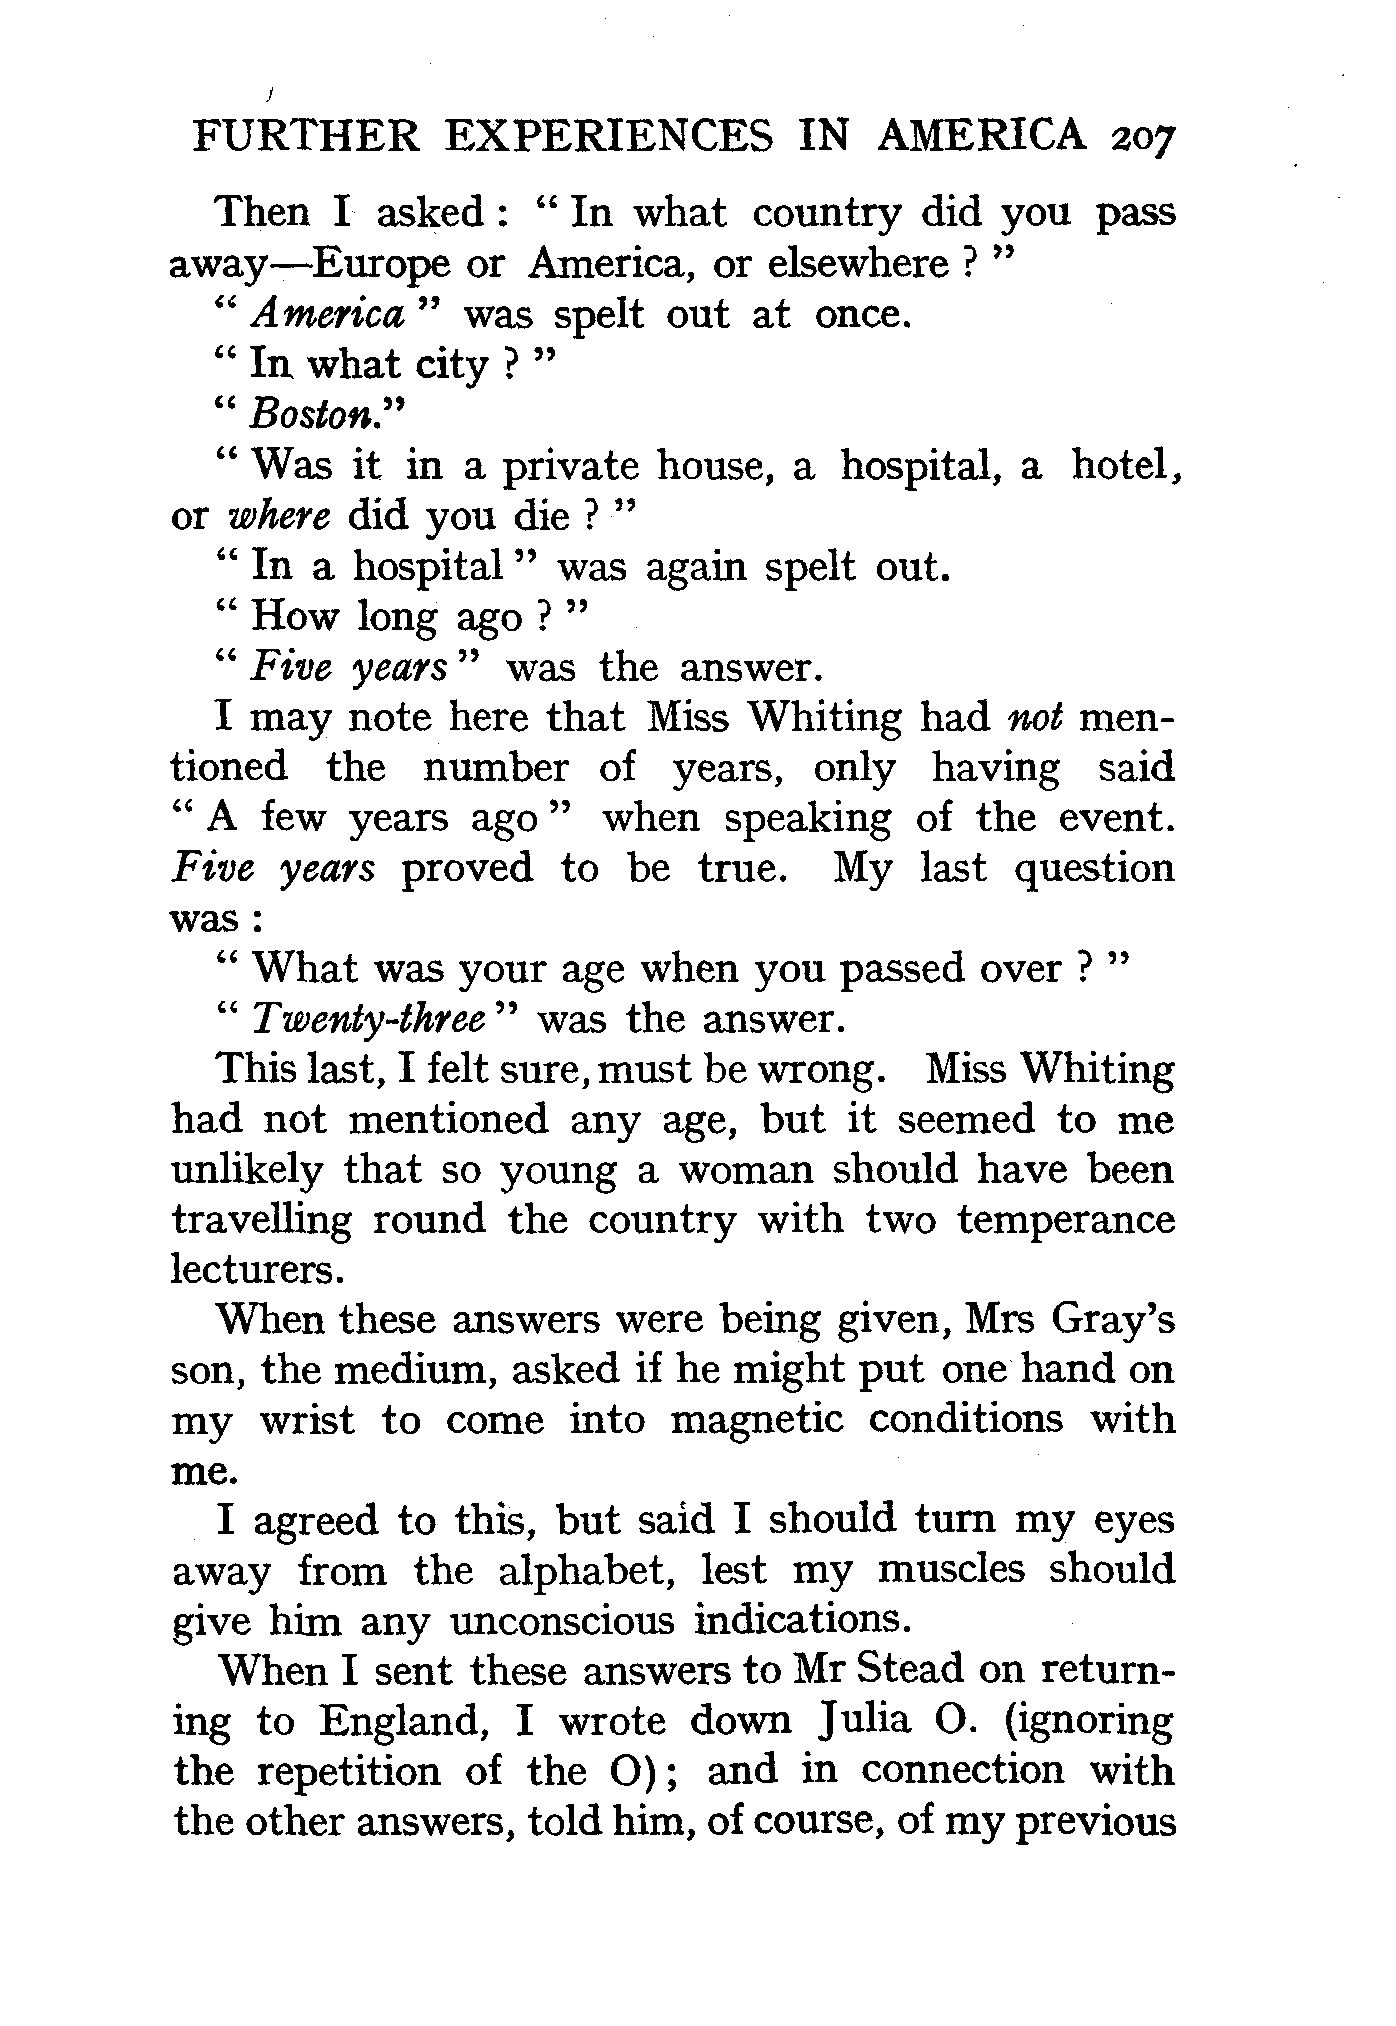 FURTHER EXPERIENCES IN AMERICA 207
Then I asked : “ In what country did you pass
away—Europe or America, or elsewhere ? ”
“ America ” was spelt out at once.
“ In what city ? ”
“ Boston.”
“ Was it in a private house, a hospital, a hotel,
or where did you die ? ”
“ In a hospital ” was again spelt out.
“ How long ago ? ”
“ Five years ” was the answer.
I may note here that Miss Whiting had not men-
tioned the number of years, only having said
“ A few years ago ” when speaking of the event.
Five years proved to be true. My last question
was :
“ What was your age when you passed over ? ”
“ Twenty-three ” was the answer.
This last, I felt sure, must be wrong. Miss Whiting
had not mentioned any age, but it seemed to me
unlikely that so young a woman should have been
travelling round the country with two temperance
lecturers.
When these answers were being given, Mrs Gray’s
son, the medium, asked if he might put one hand on
my wrist to come into magnetic conditions with
me.
I agreed to this, but said I should turn my eyes
away from the alphabet, lest my muscles should
give him any unconscious indications.
When I sent these answers to Mr Stead on return-
ing to England, I wrote down Julia O. (ignoring
the repetition of the O) ; and in connection with
the other answers, told him, of course, of my previous